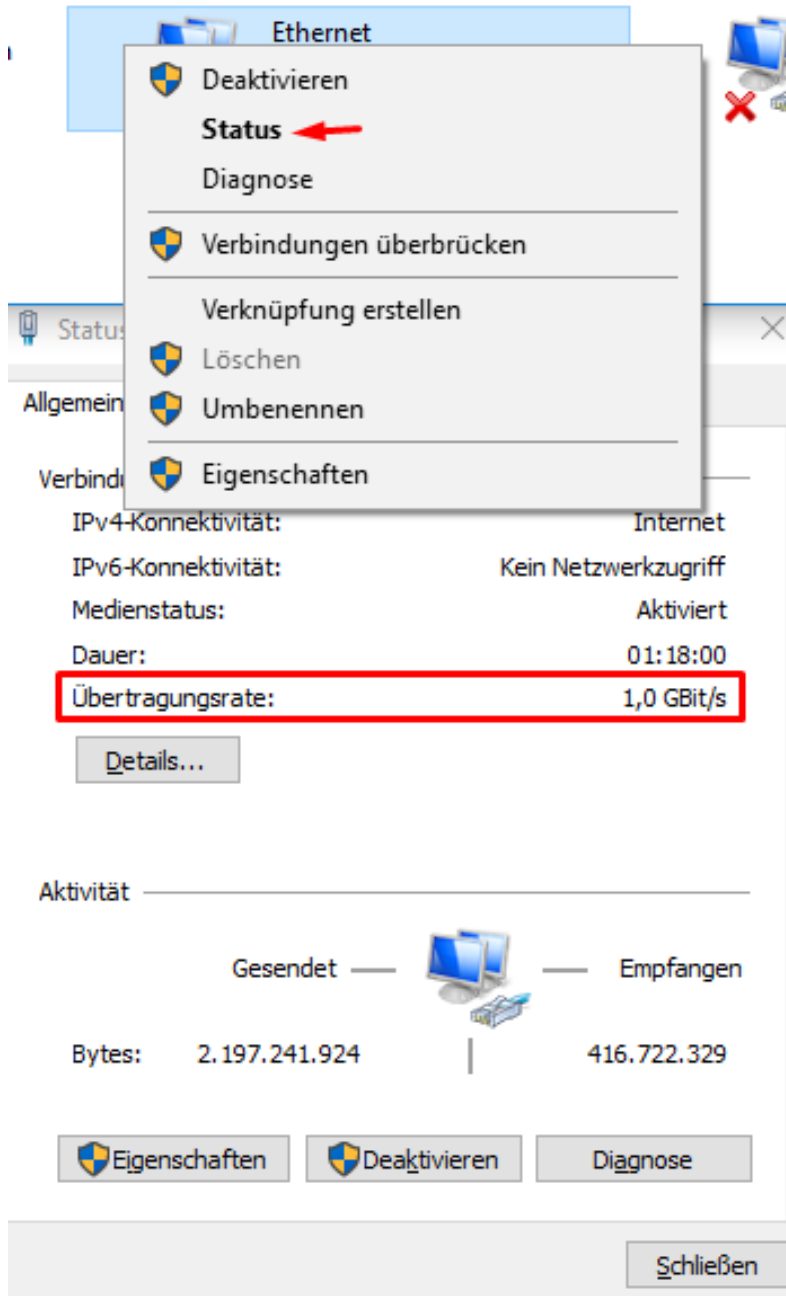 Ethernet
Deaktivieren
Status
Diagnose
Verbindungen überbrücken
Verknüpfung erstellen
Löschen
Umbenennen
Eigenschaften
Status
Allgemein
Verbindu
IPv4-Konnektivität: Internet
IPv6-Konnektivität: Kein Netzwerkzugriff
Medienstatus: Aktiviert
Dauer: 01:18:00
Übertragungsrate: 1,0 GBit/s
Details...
Aktivität
Gesendet Empfangen
Bytes: 2.197.241.924 416.722.329
Eigenschaften Deaktivieren Diagnose
Schließen